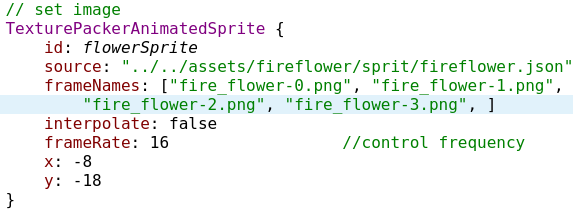 // set image
TexturePackerAnimatedSprite {
    id: flowerSprite
    source: "../../assets/fireflower/sprit/fireflower.json"
    frameNames: ["fire_flower-0.png", "fire_flower-1.png",
        "fire_flower-2.png", "fire_flower-3.png", ]
    interpolate: false
    frameRate: 16                  //control frequency
    x: -8
    y: -18
}